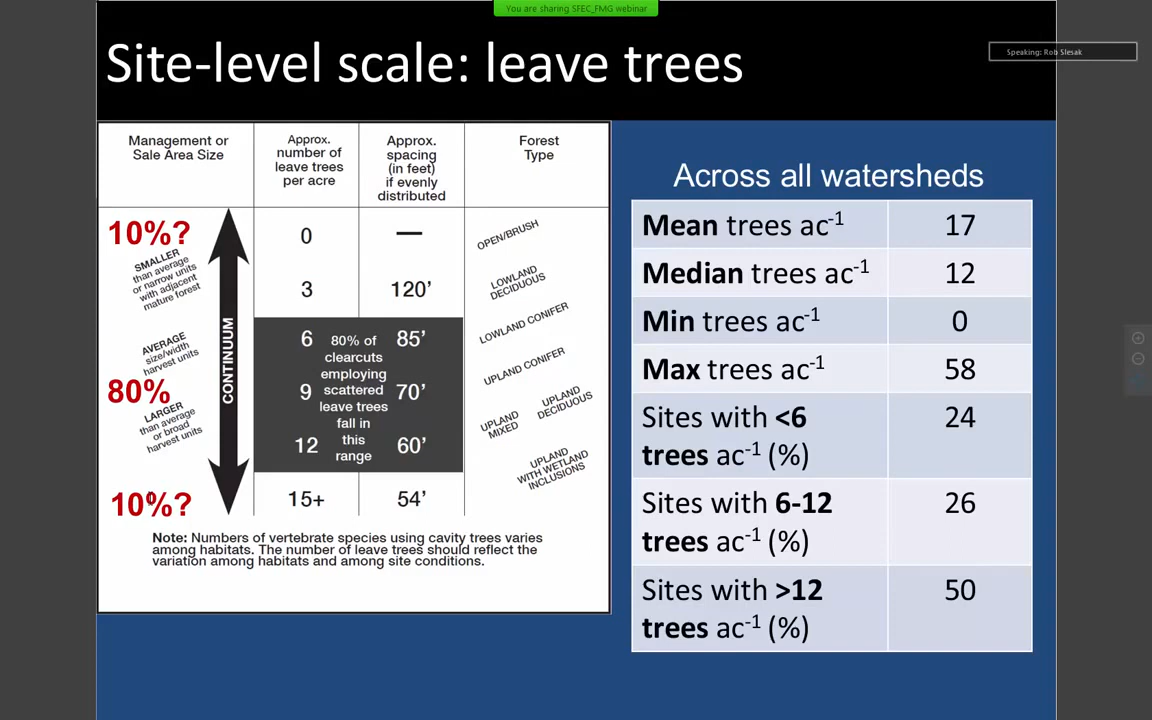 You are sharing SFEC_FMG webinar
Speaking: Rob Slesak
Site-level scale: leave trees
Management or
Sale Area Size
Approx.
number of
leave trees
per acre
Approx.
spacing
(in feet)
if evenly
distributed
Forest
Type
10%?
SMALLER
than average
or narrow units
with adjacent
mature forest
AVERAGE
size/width
harvest units
80%
LARGER
than average
or broad
harvest units
10%?
CONTINUUM
0 —
3 120’
6 85’
9 70’
12 60’
80% of
clearcuts
employing
scattered
leave trees
fall in
this
range
15+ 54’
OPEN/BRUSH
LOWLAND
DECIDUOUS
LOWLAND CONIFER
UPLAND CONIFER
UPLAND
MIXED
UPLAND
DECIDUOUS
UPLAND
WITH WETLAND
INCLUSIONS
Note: Numbers of vertebrate species using cavity trees varies
among habitats. The number of leave trees should reflect the
variation among habitats and among site conditions.
Across all watersheds
Mean trees ac-1 17
Median trees ac-1 12
Min trees ac-1 0
Max trees ac-1 58
Sites with <6 24
trees ac-1 (%)
Sites with 6-12 26
trees ac-1 (%)
Sites with >12 50
trees ac-1 (%)